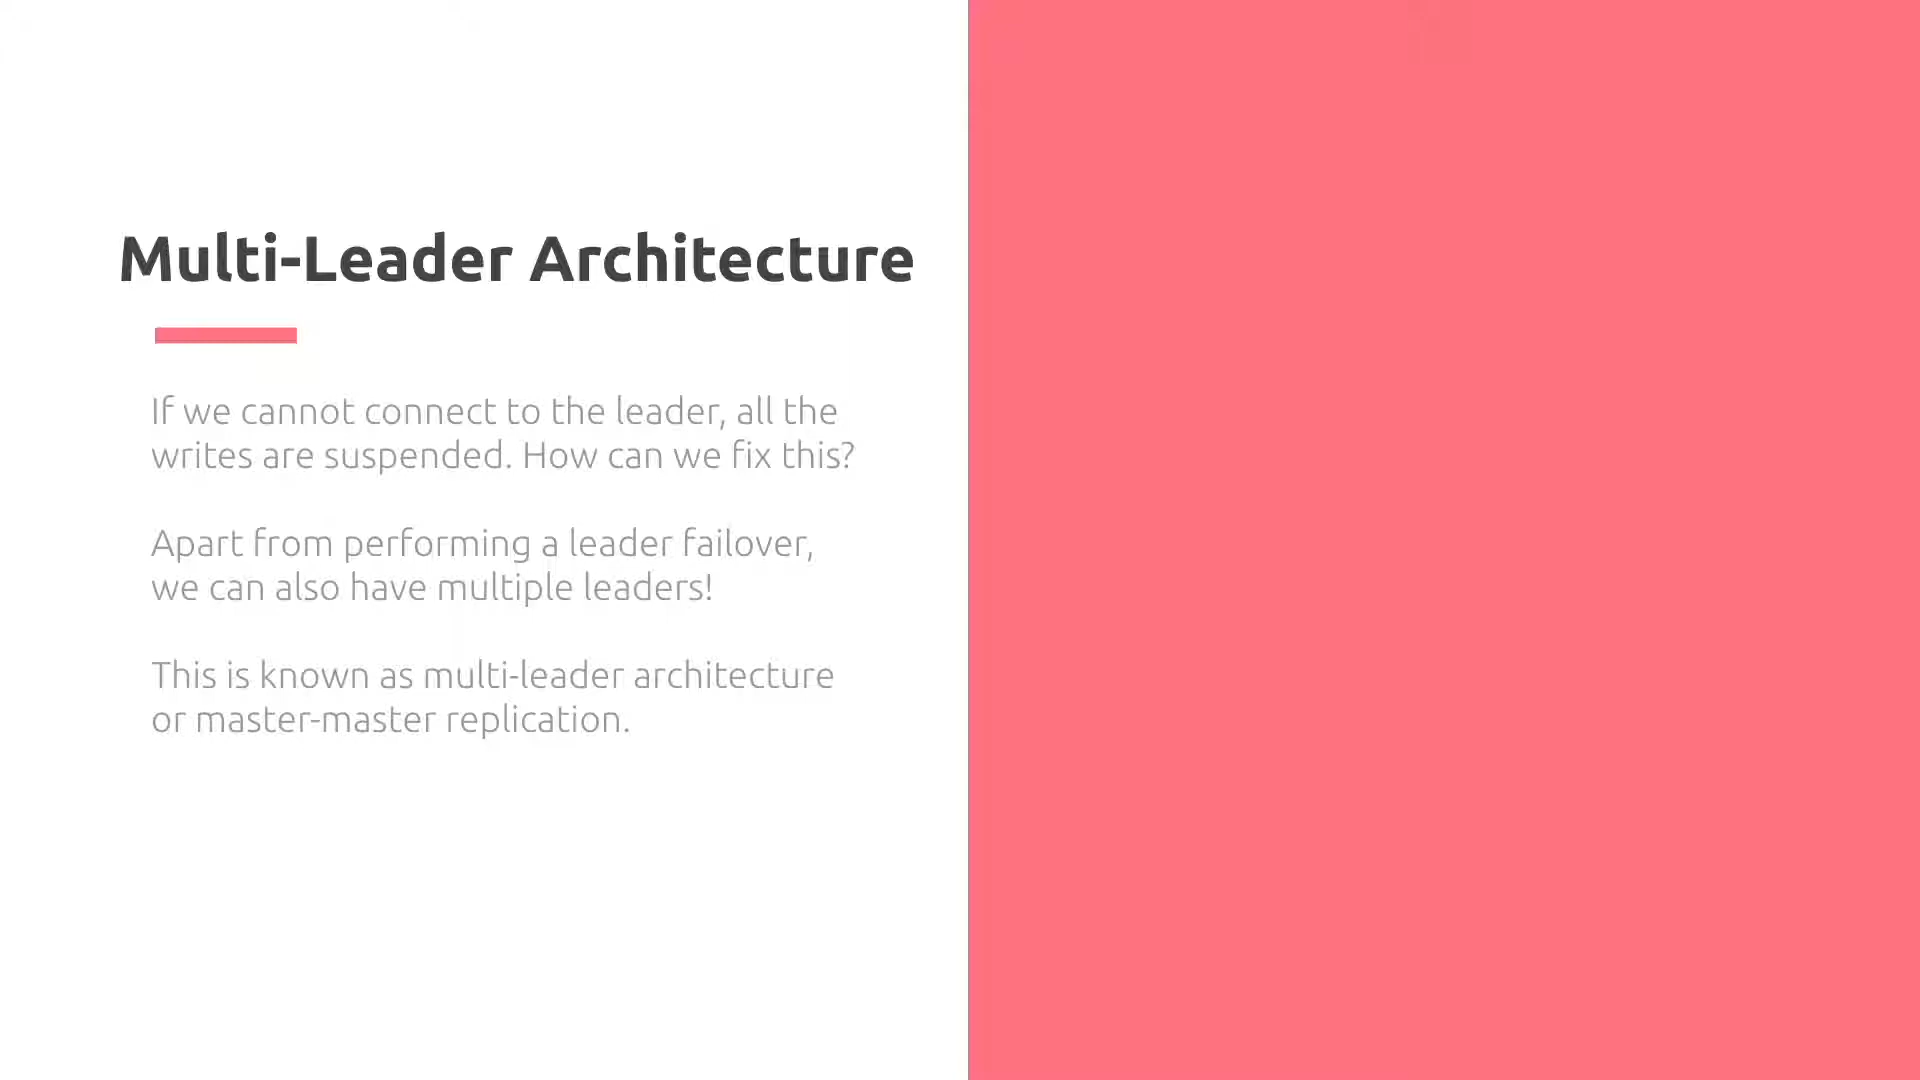 Multi-Leader Architecture
If we cannot connect to the leader, all the
writes are suspended. How can we fix this?
Apart from performing a leader failover,
we can also have multiple leaders!
This is known as multi-leader architecture
or master-master replication.